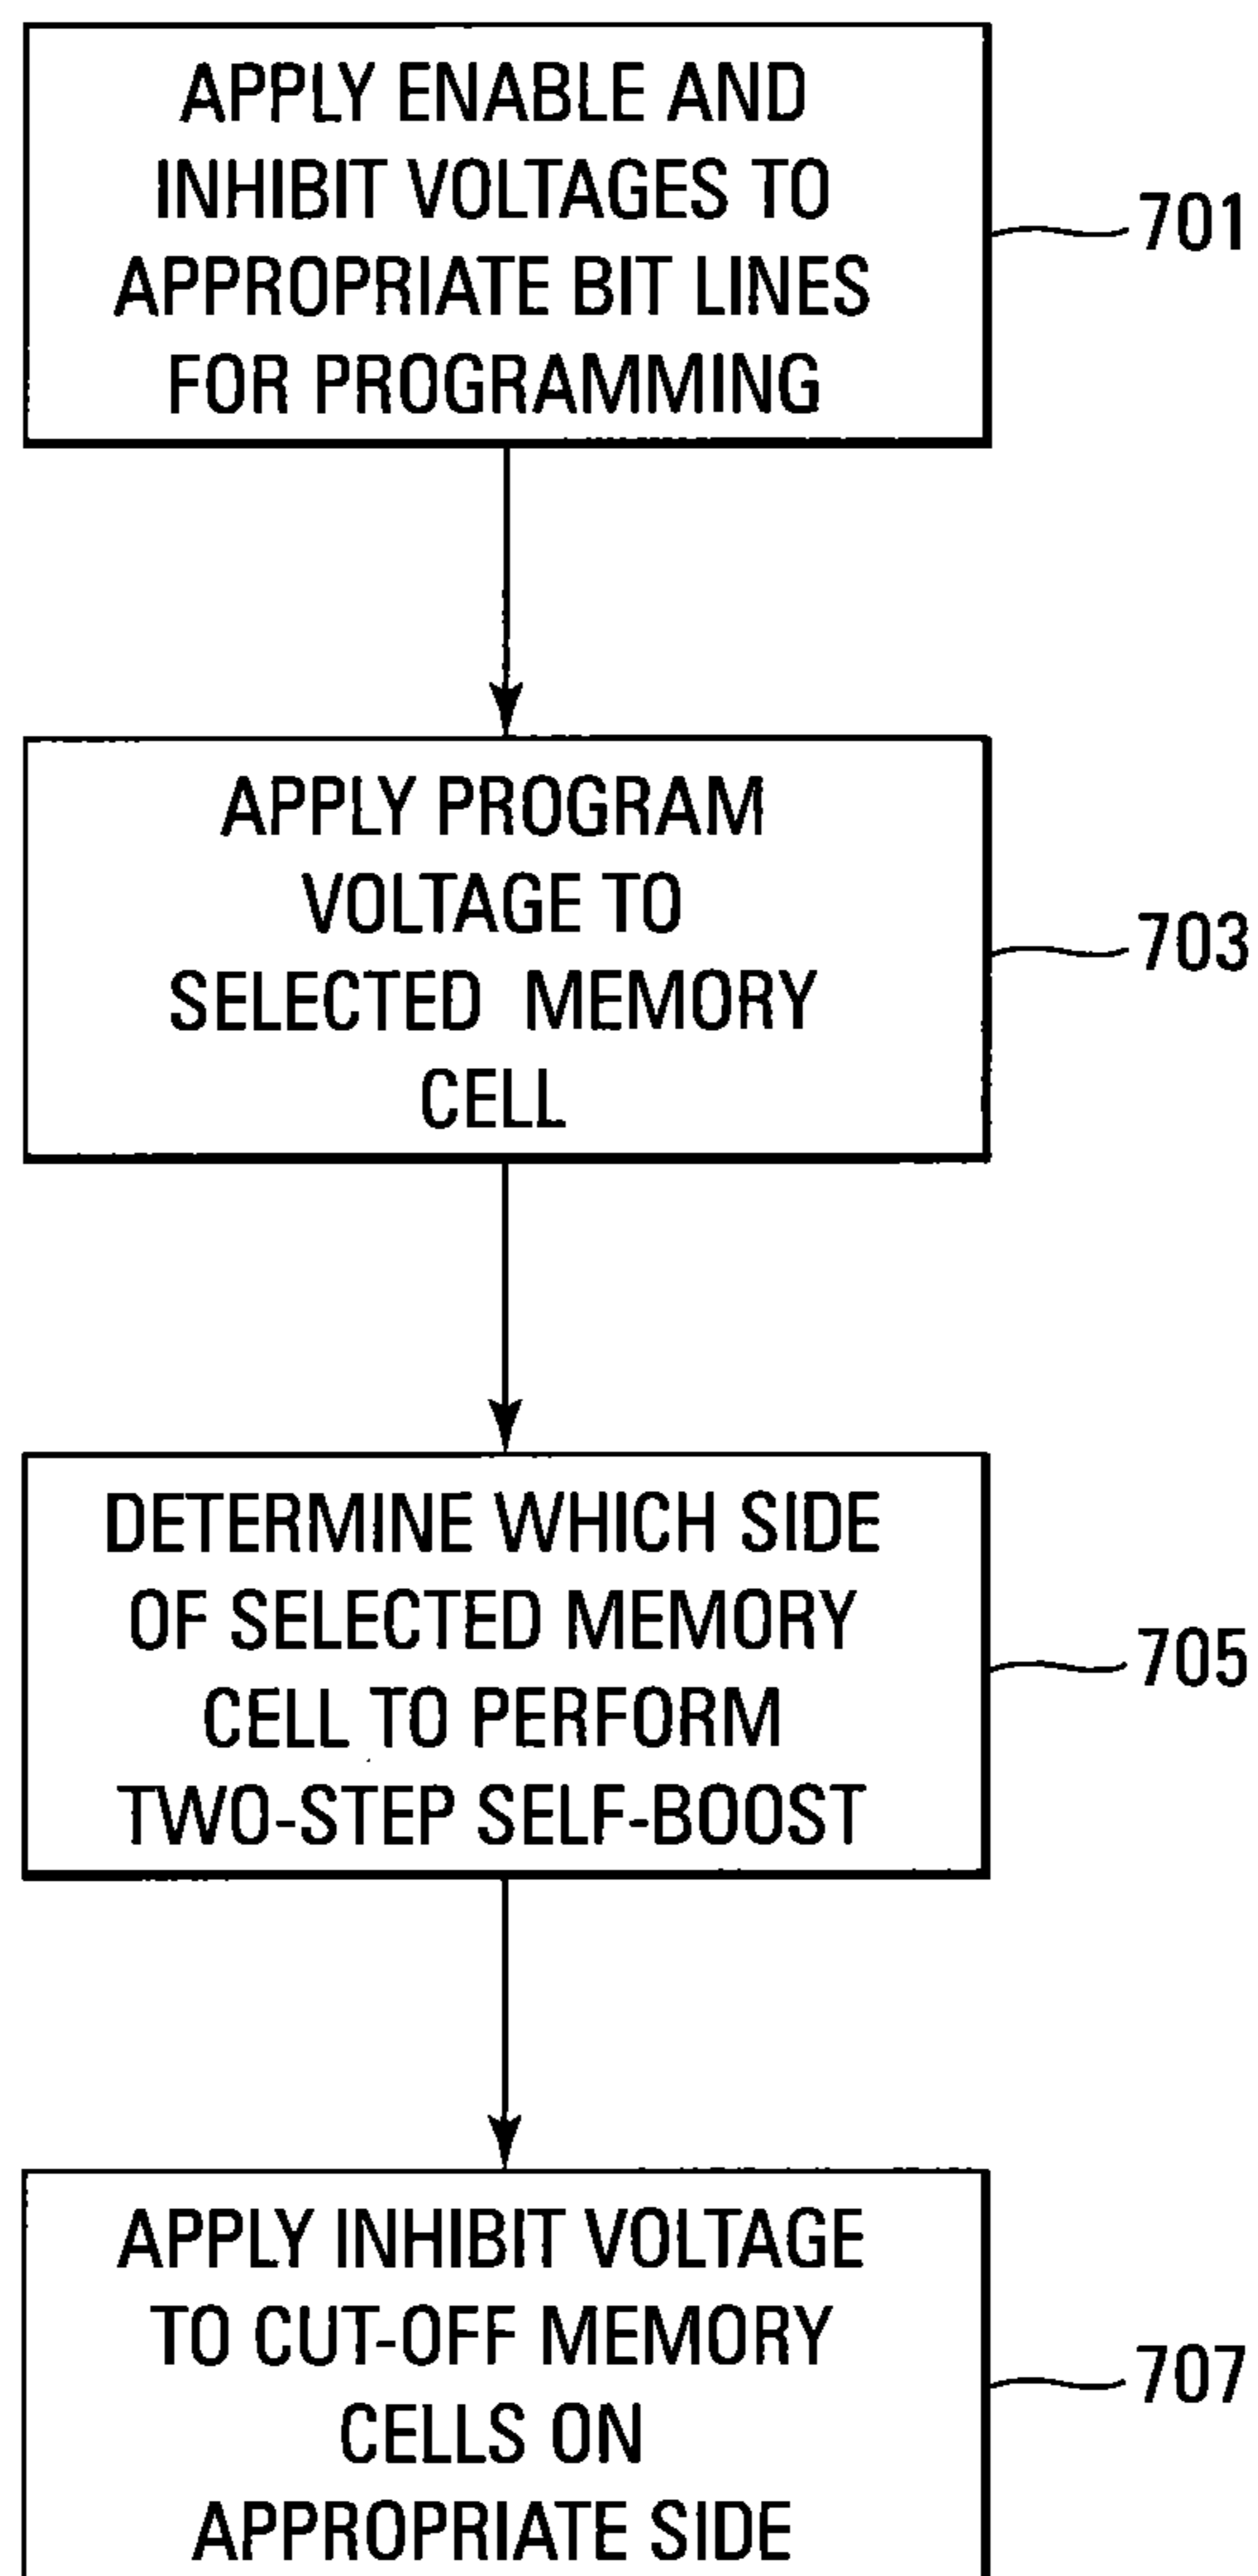 APPLY ENABLE AND
INHIBIT VOLTAGES TO
APPROPRIATE BIT LINES
FOR PROGRAMMING
701
APPLY PROGRAM
VOLTAGE TO
SELECTED MEMORY
CELL
703
DETERMINE WHICH SIDE
OF SELECTED MEMORY
CELL TO PERFORM
TWO-STEP SELF-BOOST
705
APPLY INHIBIT VOLTAGE
TO CUT-OFF MEMORY
CELLS ON
APPROPRIATE SIDE
707